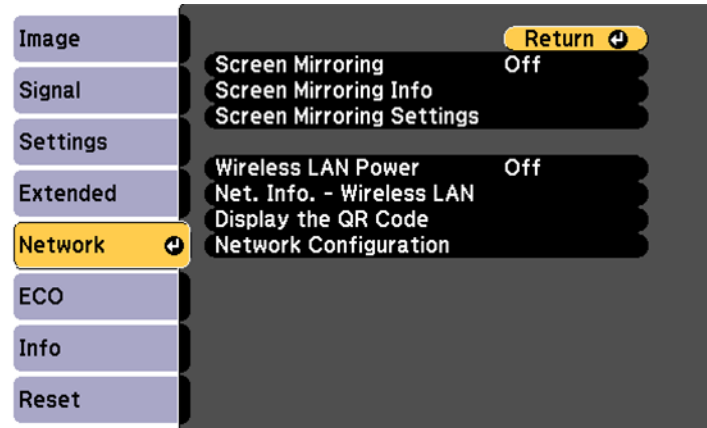 Image
Signal
Settings
Extended
Network
ECO
Info
Reset
Return
Screen Mirroring Off
Screen Mirroring Info
Screen Mirroring Settings
Wireless LAN Power Off
Net. Info. - Wireless LAN
Display the QR Code
Network Configuration